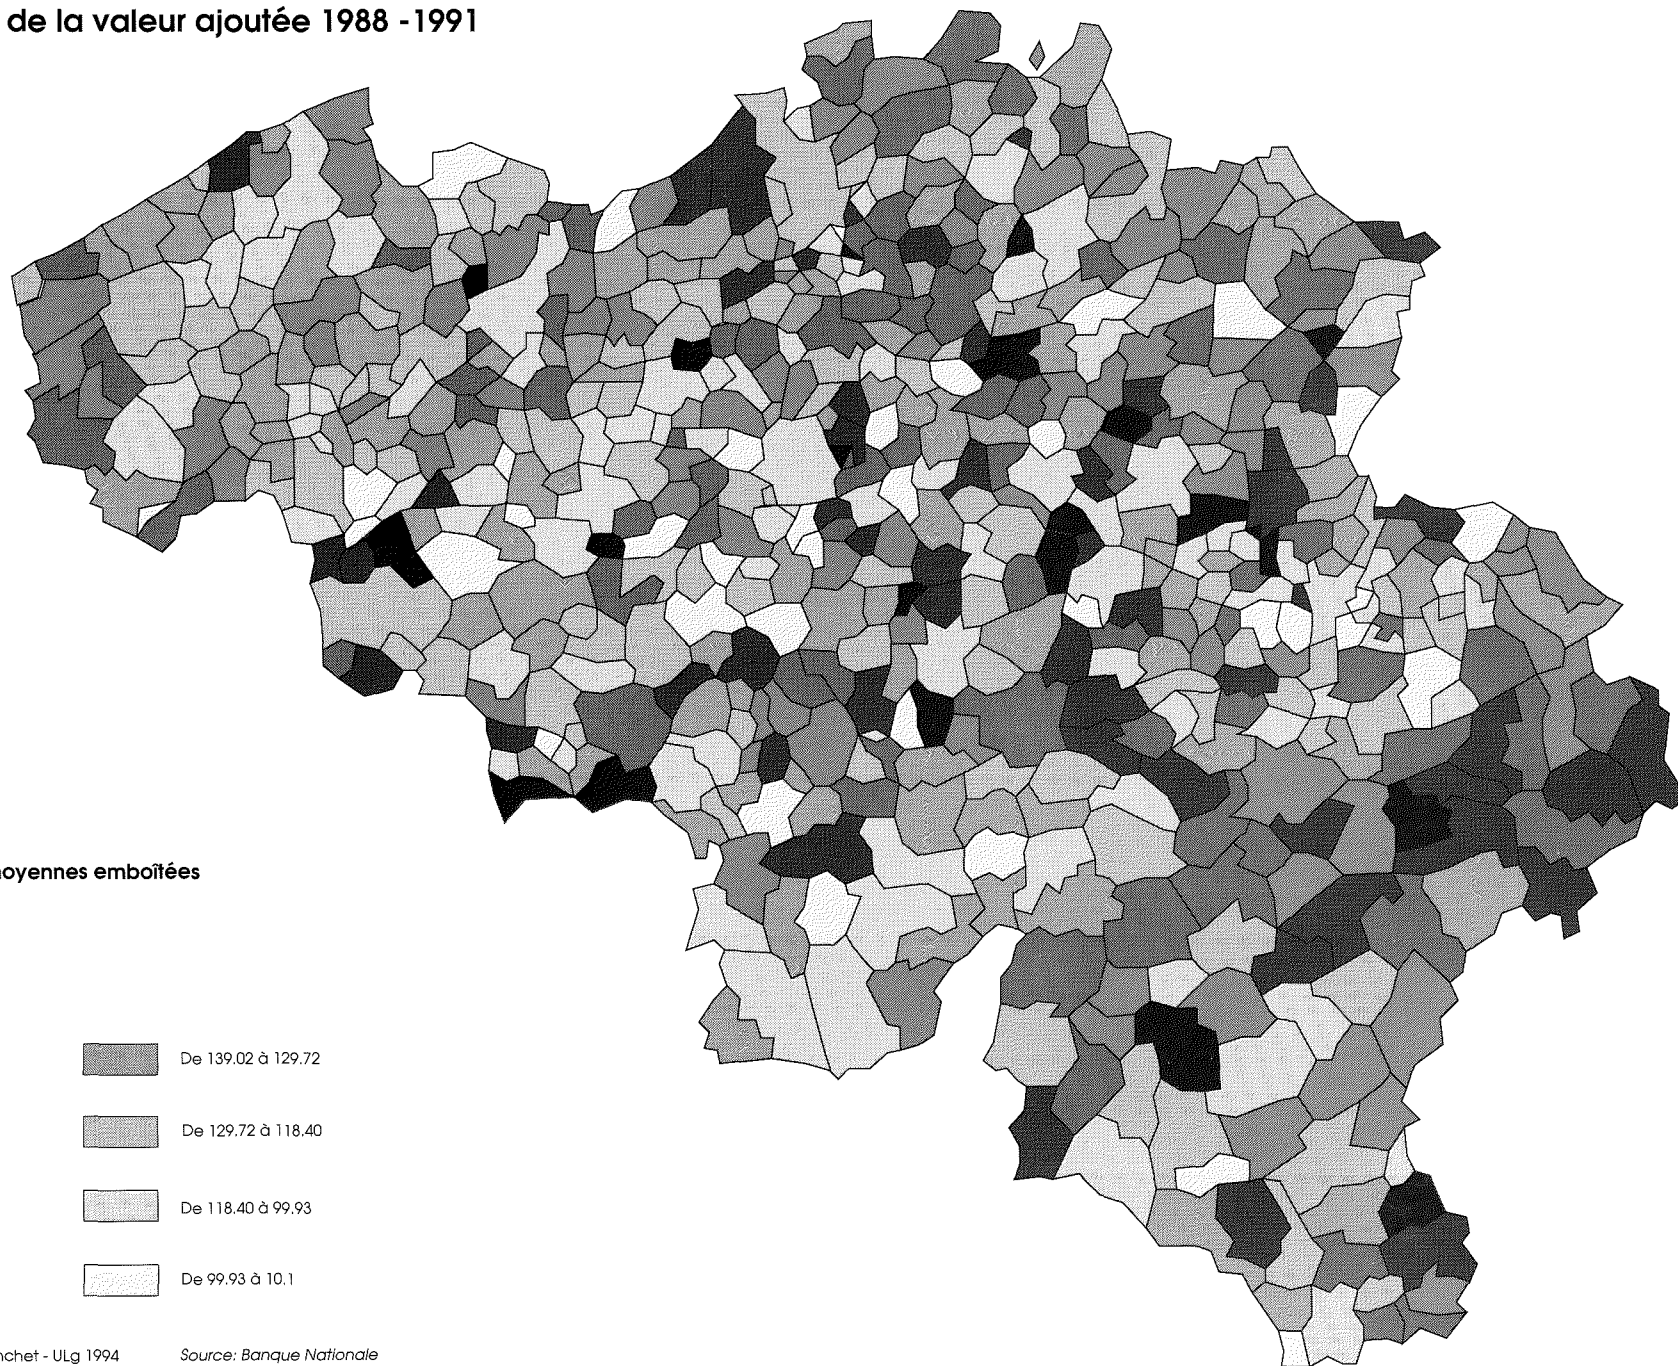 de la valeur ajoutée 1988 -1991
moyennes emboîtées
De 139.02 à 129.72
De 129.72 à 118.40
De 118.40 à 99.93
De 99.93 à 10.1
nchet - ULg 1994 Source: Banque Nationale